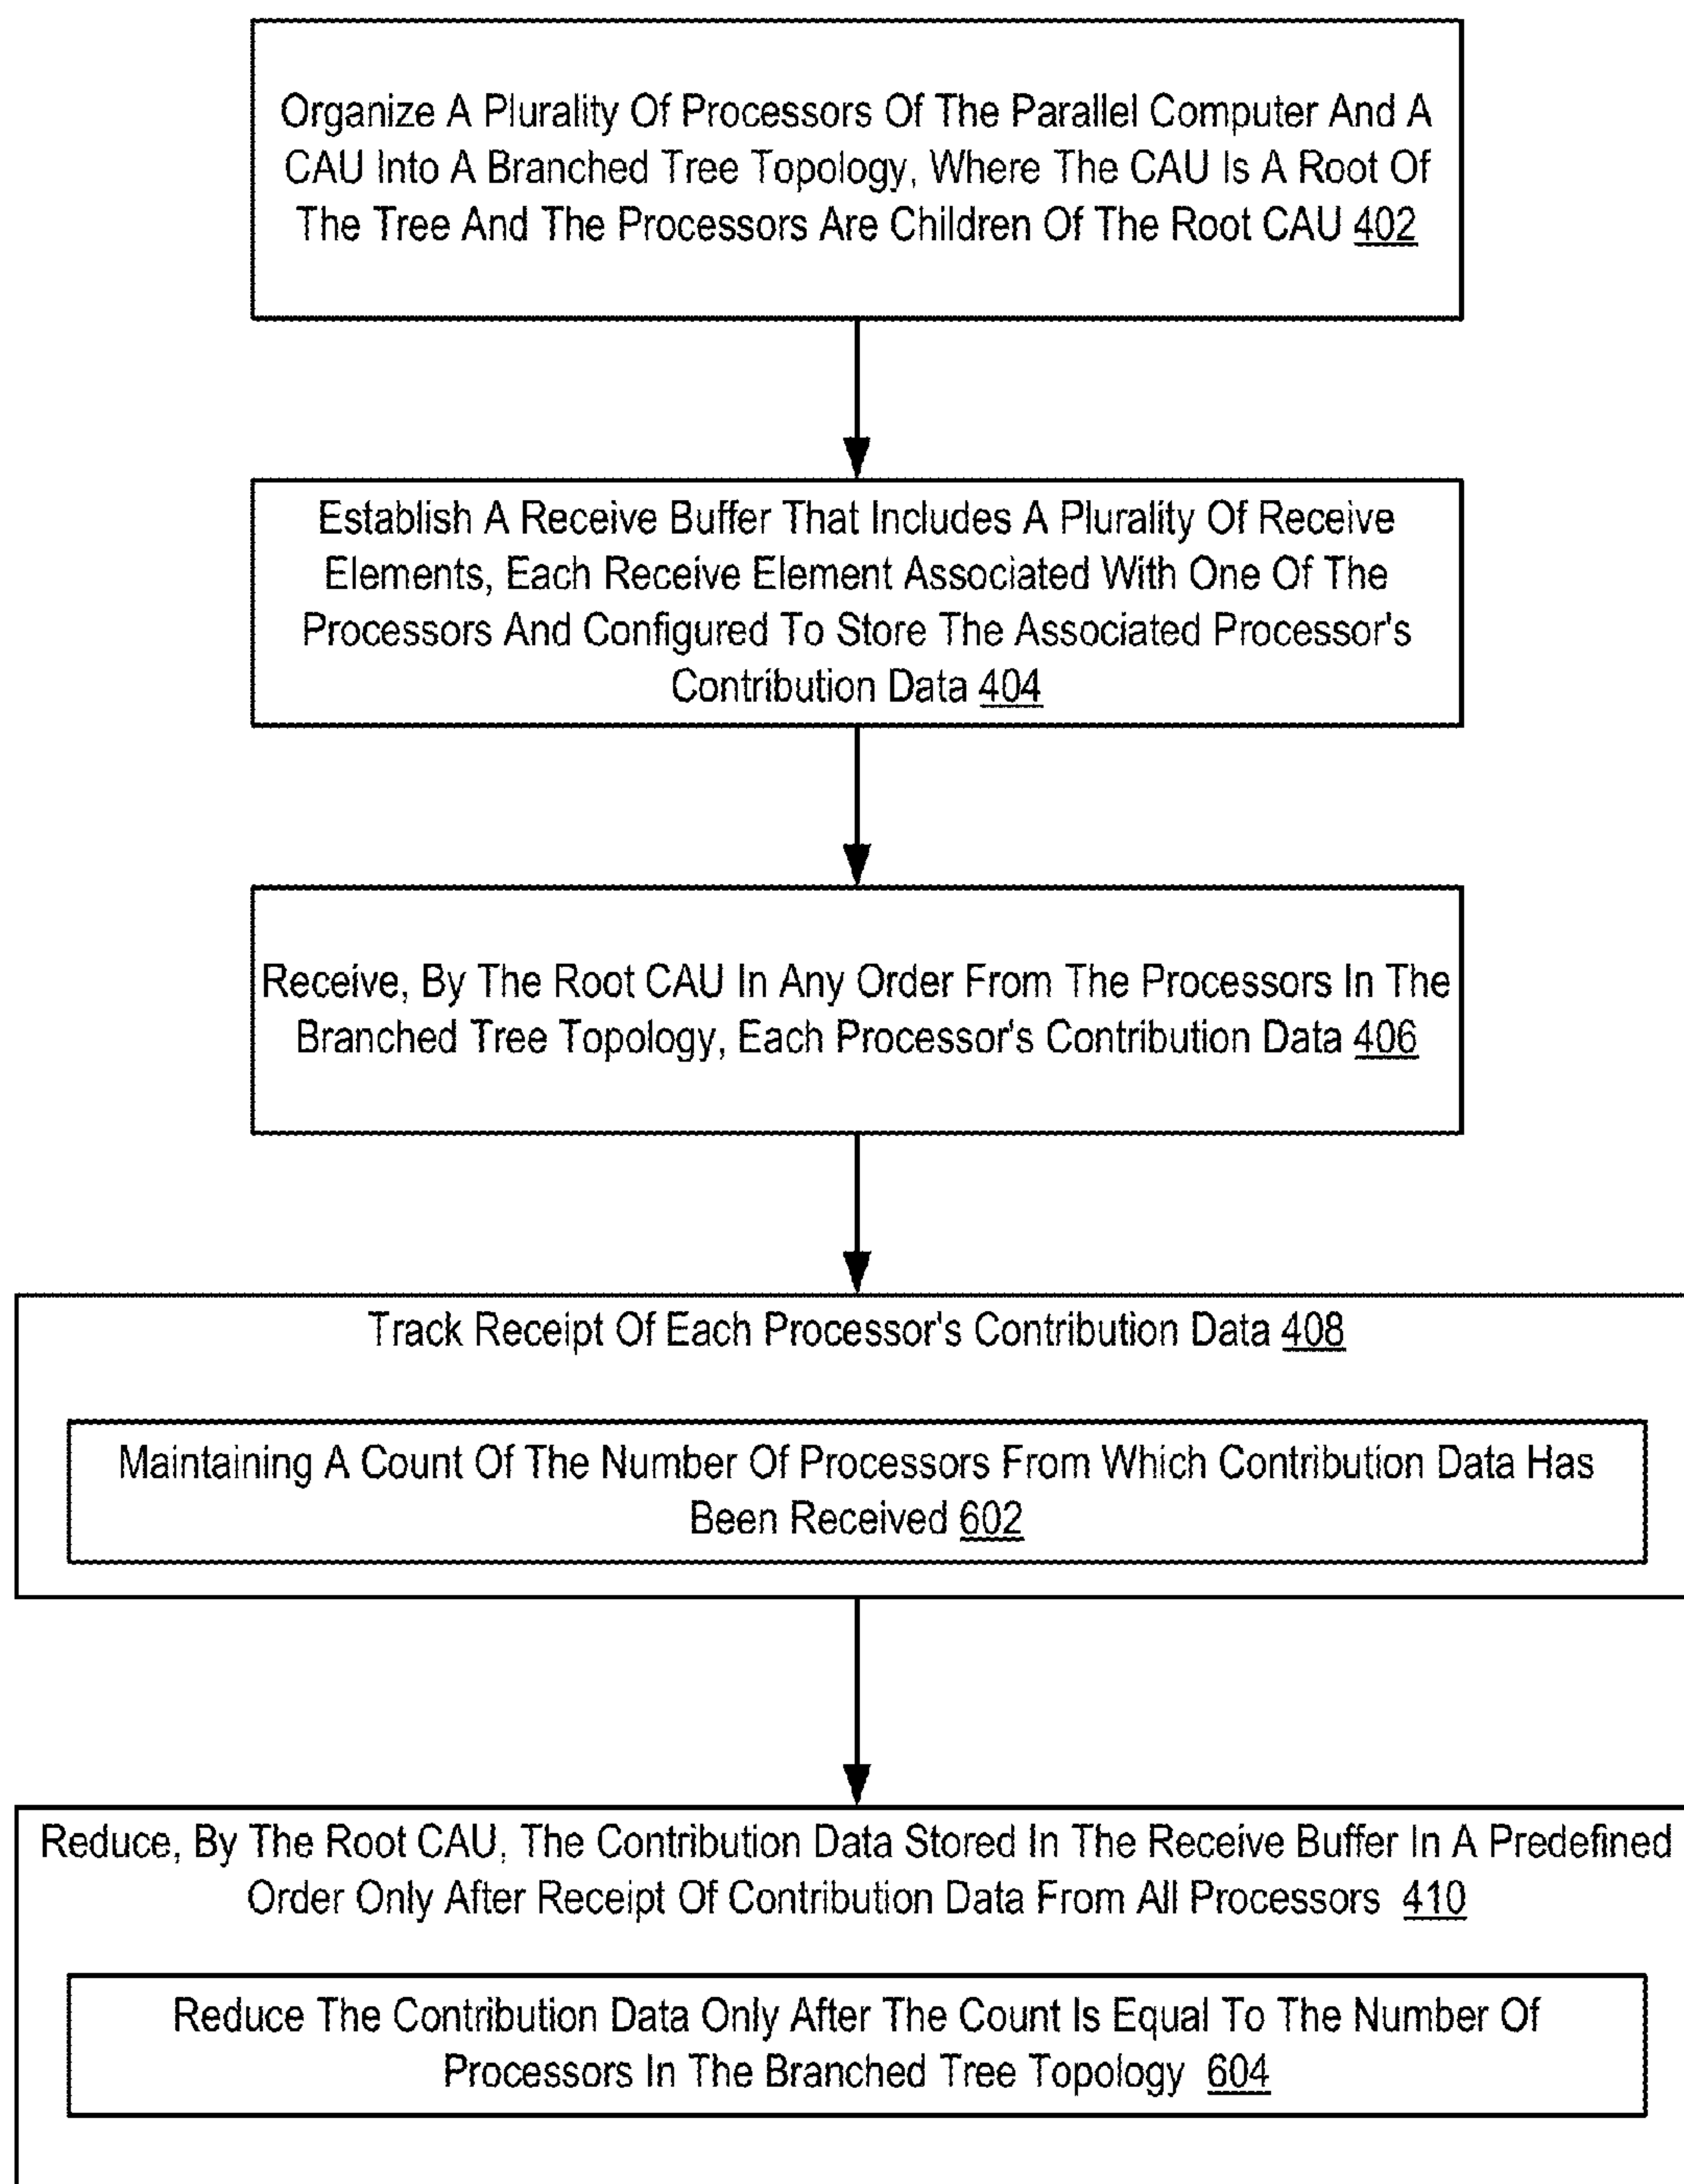 Organize A Plurality Of Processors Of The Parallel Computer And A
CAU Into A Branched Tree Topology, Where The CAU Is A Root Of
The Tree And The Processors Are Children Of The Root CAU 402
Establish A Receive Buffer That Includes A Plurality Of Receive
Elements, Each Receive Element Associated With One Of The
Processors And Configured To Store The Associated Processor's
Contribution Data 404
Receive, By The Root CAU In Any Order From The Processors In The
Branched Tree Topology, Each Processor's Contribution Data 406
Track Receipt Of Each Processor's Contribution Data 408
Maintaining A Count Of The Number Of Processors From Which Contribution Data Has
Been Received 602
Reduce, By The Root CAU, The Contribution Data Stored In The Receive Buffer In A Predefined
Order Only After Receipt Of Contribution Data From All Processors 410
Reduce The Contribution Data Only After The Count Is Equal To The Number Of
Processors In The Branched Tree Topology 604